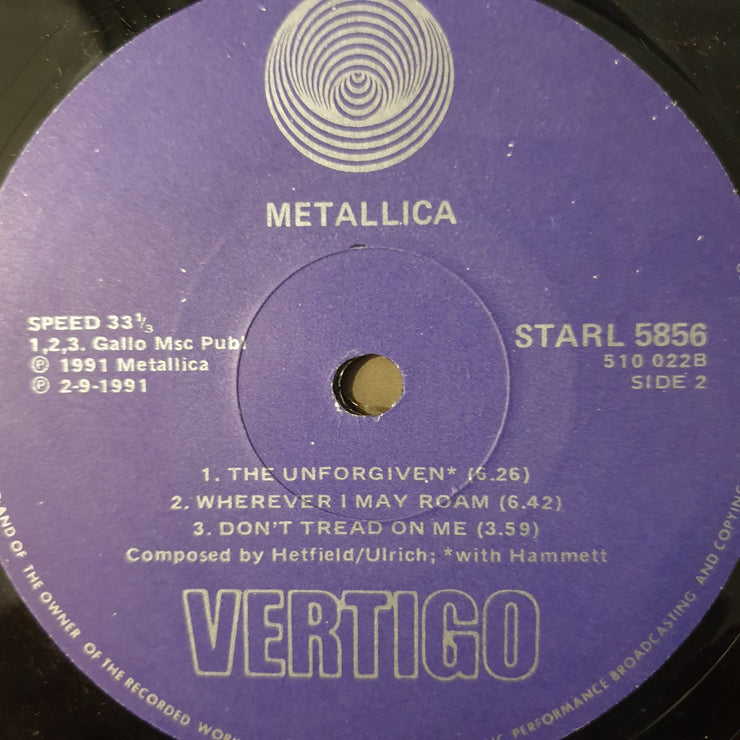 METALLICA
SPEED 33⅓
1,2,3. Gallo Msc Publ
℗ 1991 Metallica
℗ 2-9-1991
STARL 5856
510 022B
SIDE 2
1. THE UNFORGIVEN* (6.26)
2. WHEREVER I MAY ROAM (6.42)
3. DON'T TREAD ON ME (3.59)
Composed by Hetfield/Ulrich; *with Hammett
VERTIGO
AND OF THE OWNER OF THE RECORDED
PERFORMANCE BROADCASTING AND COPYING